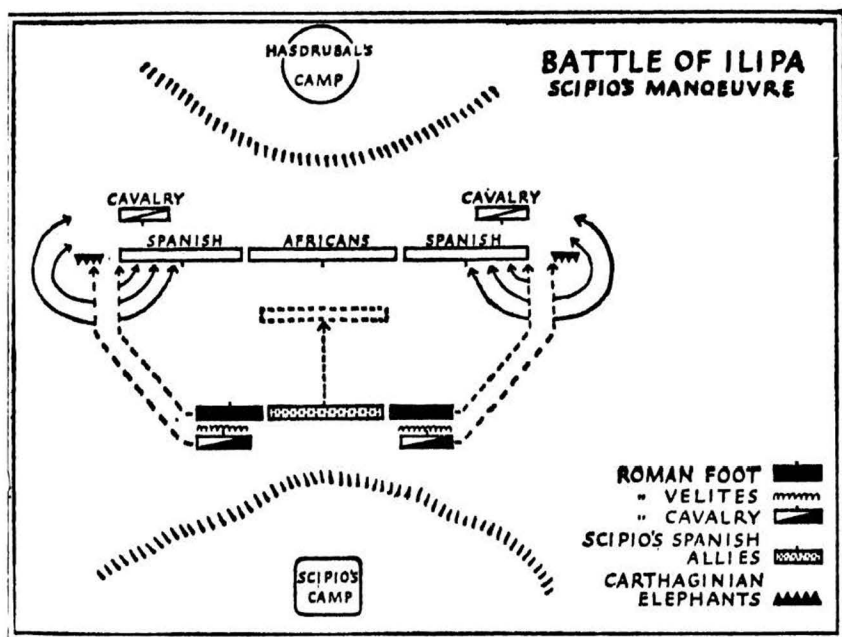 HASDRUBAL'S
CAMP
BATTLE OF ILIPA
SCIPIO'S MANOEUVRE
CAVALRY
CAVALRY
SPANISH
AFRICANS
SPANISH
ROMAN FOOT
" VELITES
" CAVALRY
SCIPIO'S SPANISH
ALLIES
CARTHAGINIAN
ELEPHANTS
SCIPIO'S
CAMP